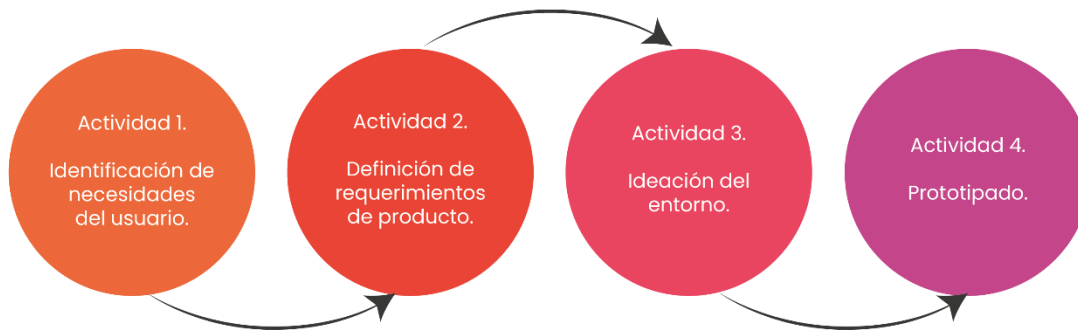 Actividad 1.
Identificación de
necesidades
del usuario.
Actividad 2.
Definición de
requerimientos
de producto.
Actividad 3.
Ideación del
entorno.
Actividad 4.
Prototipado.